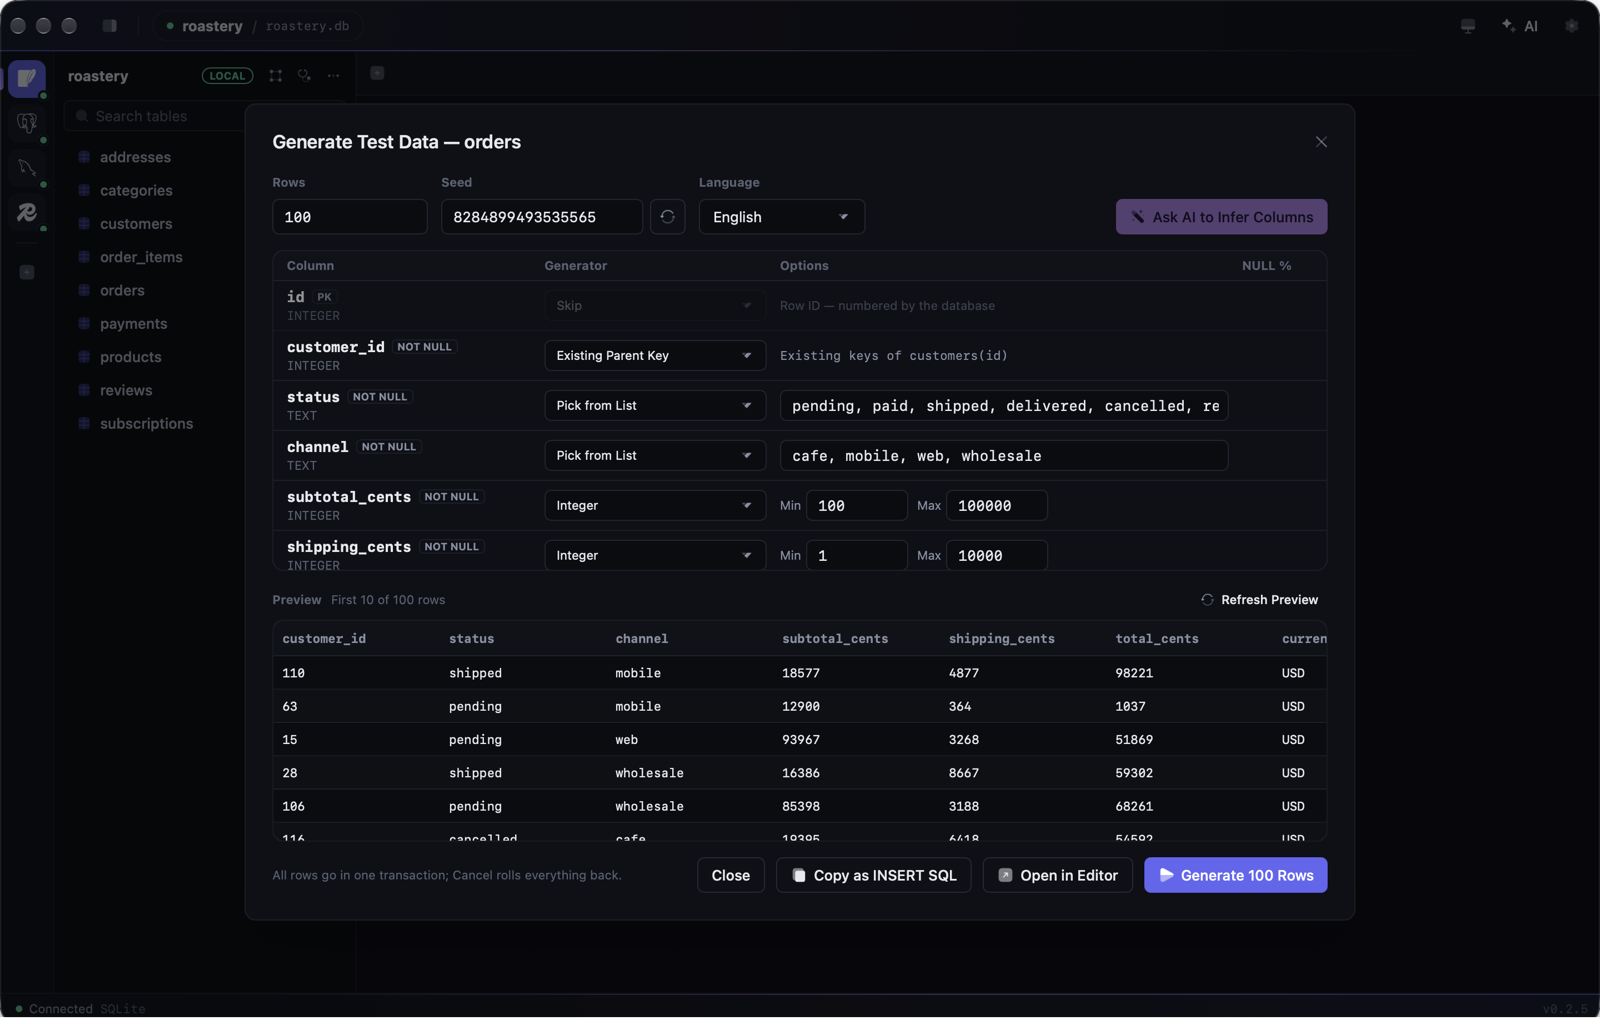 roastery / roastery.db
AI
roastery LOCAL
Search tables
addresses
categories
customers
order_items
orders
payments
products
reviews
subscriptions
Generate Test Data — orders
Rows Seed Language
100 8284899493535565 English Ask AI to Infer Columns
Column Generator Options NULL %
id PK Skip Row ID — numbered by the database
INTEGER
customer_id NOT NULL Existing Parent Key Existing keys of customers(id)
INTEGER
status NOT NULL Pick from List pending, paid, shipped, delivered, cancelled, re
TEXT
channel NOT NULL Pick from List cafe, mobile, web, wholesale
TEXT
subtotal_cents NOT NULL Integer Min 100 Max 100000
INTEGER
shipping_cents NOT NULL Integer Min 1 Max 10000
INTEGER
Preview First 10 of 100 rows Refresh Preview
customer_id status channel subtotal_cents shipping_cents total_cents curren
110 shipped mobile 18577 4877 98221 USD
63 pending mobile 12900 364 1037 USD
15 pending web 93967 3268 51869 USD
28 shipped wholesale 16386 8667 59302 USD
106 pending wholesale 85398 3188 68261 USD
116 cancelled cafe 19395 6418 54592 USD
All rows go in one transaction; Cancel rolls everything back. Close Copy as INSERT SQL Open in Editor Generate 100 Rows
Connected SQLite v0.2.5